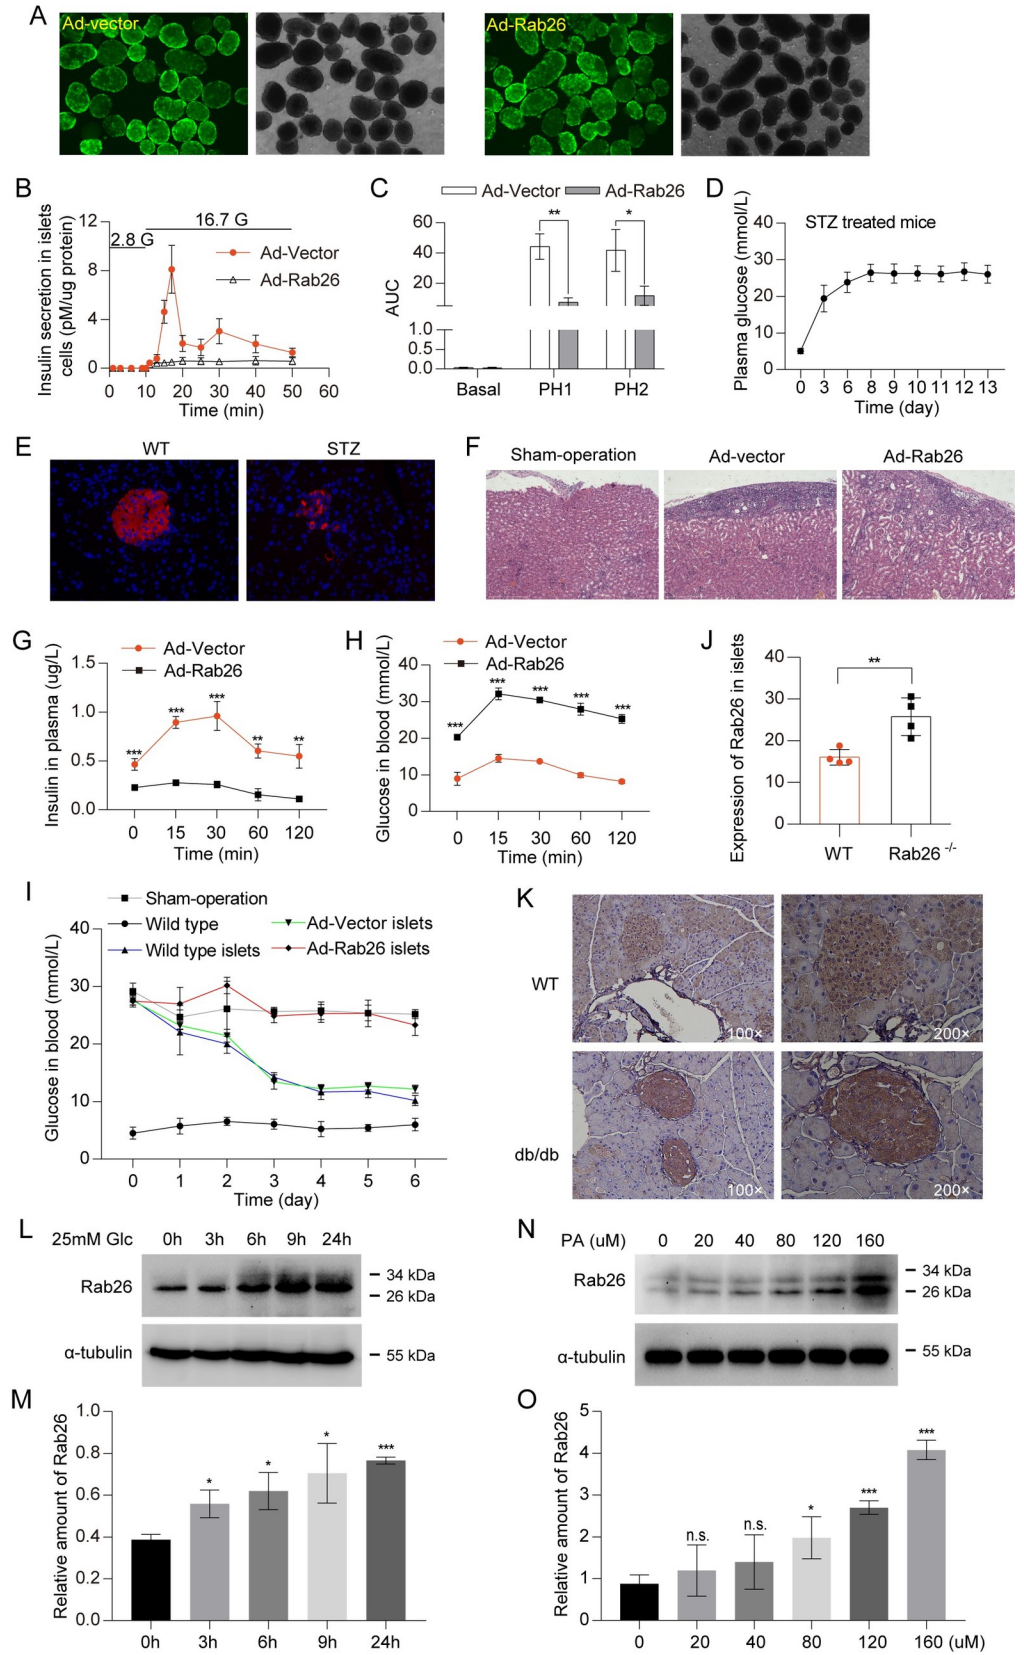 A
Ad-vector
Ad-Rab26
B
Insulin secretion in islets
cells (pM/ug protein)
12
8
4
0
2.8 G
16.7 G
Ad-Vector
Ad-Rab26
0 10 20 30 40 50 60
Time (min)
C
Ad-Vector Ad-Rab26
AUC
60
40
20
1.0
0.5
0.0
** *
Basal PH1 PH2
D
Plasma glucose (mmol/L)
STZ treated mice
40
30
20
10
0
0 3 6 8 9 10 11 12 13
Time (day)
E
WT STZ
F
Sham-operation Ad-vector Ad-Rab26
G
Ad-Vector
Ad-Rab26
Insulin in plasma (ug/L)
1.5
1.0
0.5
0.0
*** *** *** ** **
0 15 30 60 120
Time (min)
H
Ad-Vector
Ad-Rab26
Glucose in blood (mmol/L)
40
30
20
10
0
*** *** *** *** ***
0 15 30 60 120
Time (min)
J
Expression of Rab26 in islets
40
30
20
10
0
**
WT Rab26 -/-
I
Sham-operation
Wild type
Wild type islets
Ad-Vector islets
Ad-Rab26 islets
Glucose in blood (mmol/L)
40
30
20
10
0
0 1 2 3 4 5 6
Time (day)
K
WT
100× 200×
db/db
100× 200×
L
25mM Glc 0h 3h 6h 9h 24h
Rab26
34 kDa
26 kDa
α-tubulin
55 kDa
N
PA (uM) 0 20 40 80 120 160
Rab26
34 kDa
26 kDa
α-tubulin
55 kDa
M
Relative amount of Rab26
1.0
0.8
0.6
0.4
0.2
0.0
* * * ***
0h 3h 6h 9h 24h
O
Relative amount of Rab26
5
4
3
2
1
0
n.s. n.s. * *** ***
0 20 40 80 120 160 (uM)